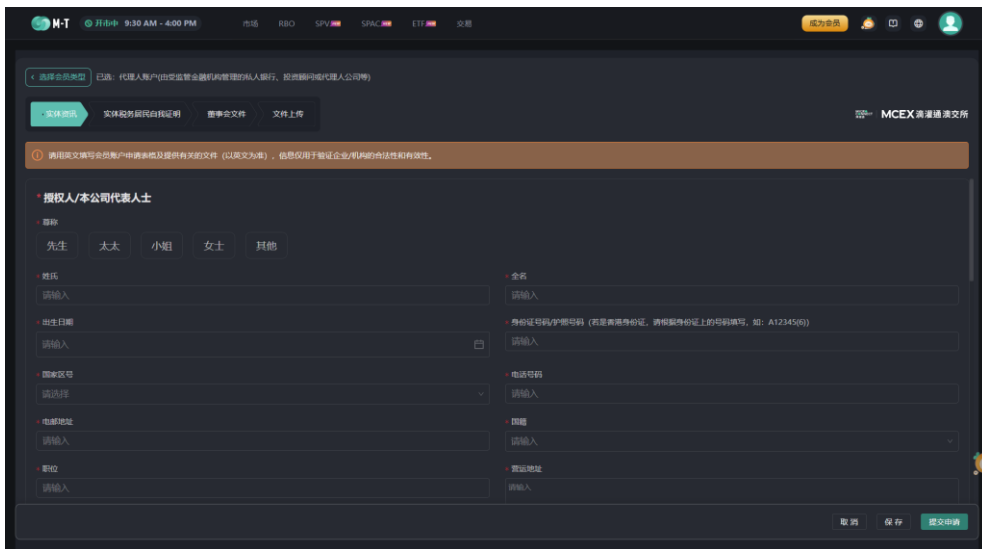 M-T 开市中 9:30 AM - 4:00 PM 市场 RBO SPV SPAC ETF 交易 成为会员
< 选择会员类型 已选：代理人账户(由受监管金融机构管理的私人银行、投资顾问或代理人公司等)
· 实体资讯 实体税务居民自我证明 董事会文件 文件上传 MCEX滴灌通澳交所
请用英文填写会员账户申请表格及提供有关的文件（以英文为准），信息仅用于验证企业/机构的合法性和有效性。
* 授权人/本公司代表人士
* 尊称
先生 太太 小姐 女士 其他
* 姓氏 * 全名
请输入 请输入
* 出生日期 * 身份证号码/护照号码 (若是香港身份证，请根据身份证上的号码填写，如：A12345(6))
请输入 请输入
* 国家区号 * 电话号码
请选择 请输入
* 电邮地址 * 国籍
请输入 请输入
* 职位 * 营运地址
请输入 请输入
取消 保存 提交申请